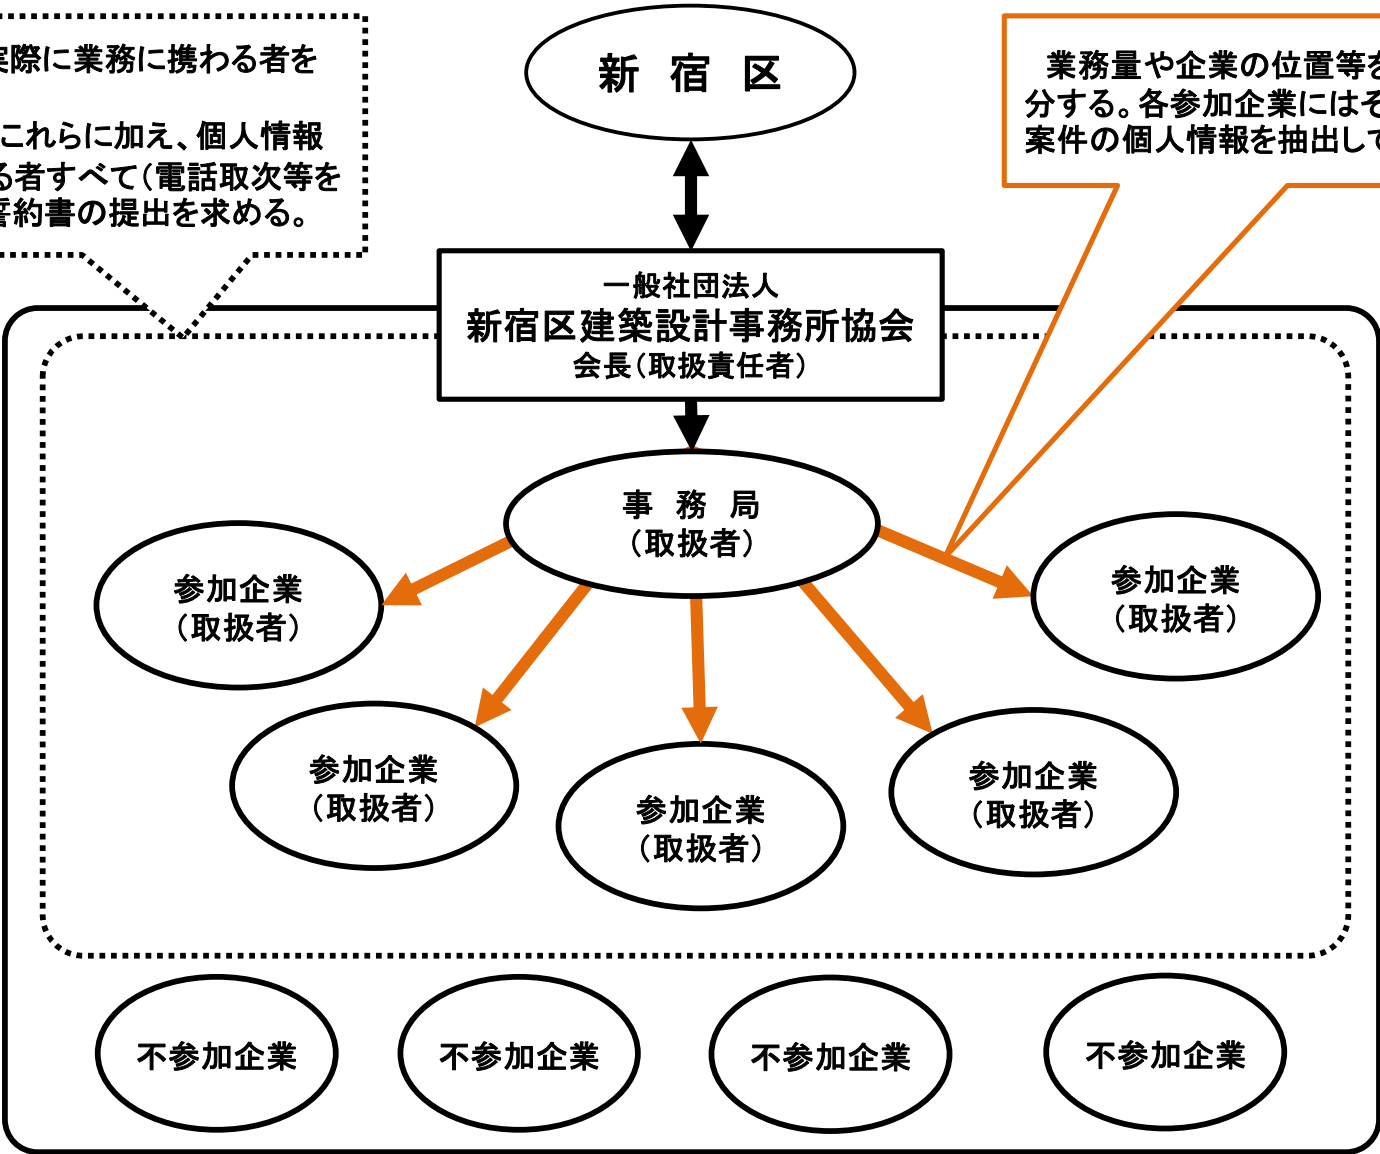 実際に業務に携わる者を
これらに加え、個人情報
る者すべて（電話取次等を
誓約書の提出を求める。
新 宿 区
業務量や企業の位置等を
分する。各参加企業にはそ
案件の個人情報を抽出して
一般社団法人
新宿区建築設計事務所協会
会長（取扱責任者）
事 務 局
（取扱者）
参加企業
（取扱者）
参加企業
（取扱者）
参加企業
（取扱者）
参加企業
（取扱者）
参加企業
（取扱者）
不参加企業
不参加企業
不参加企業
不参加企業